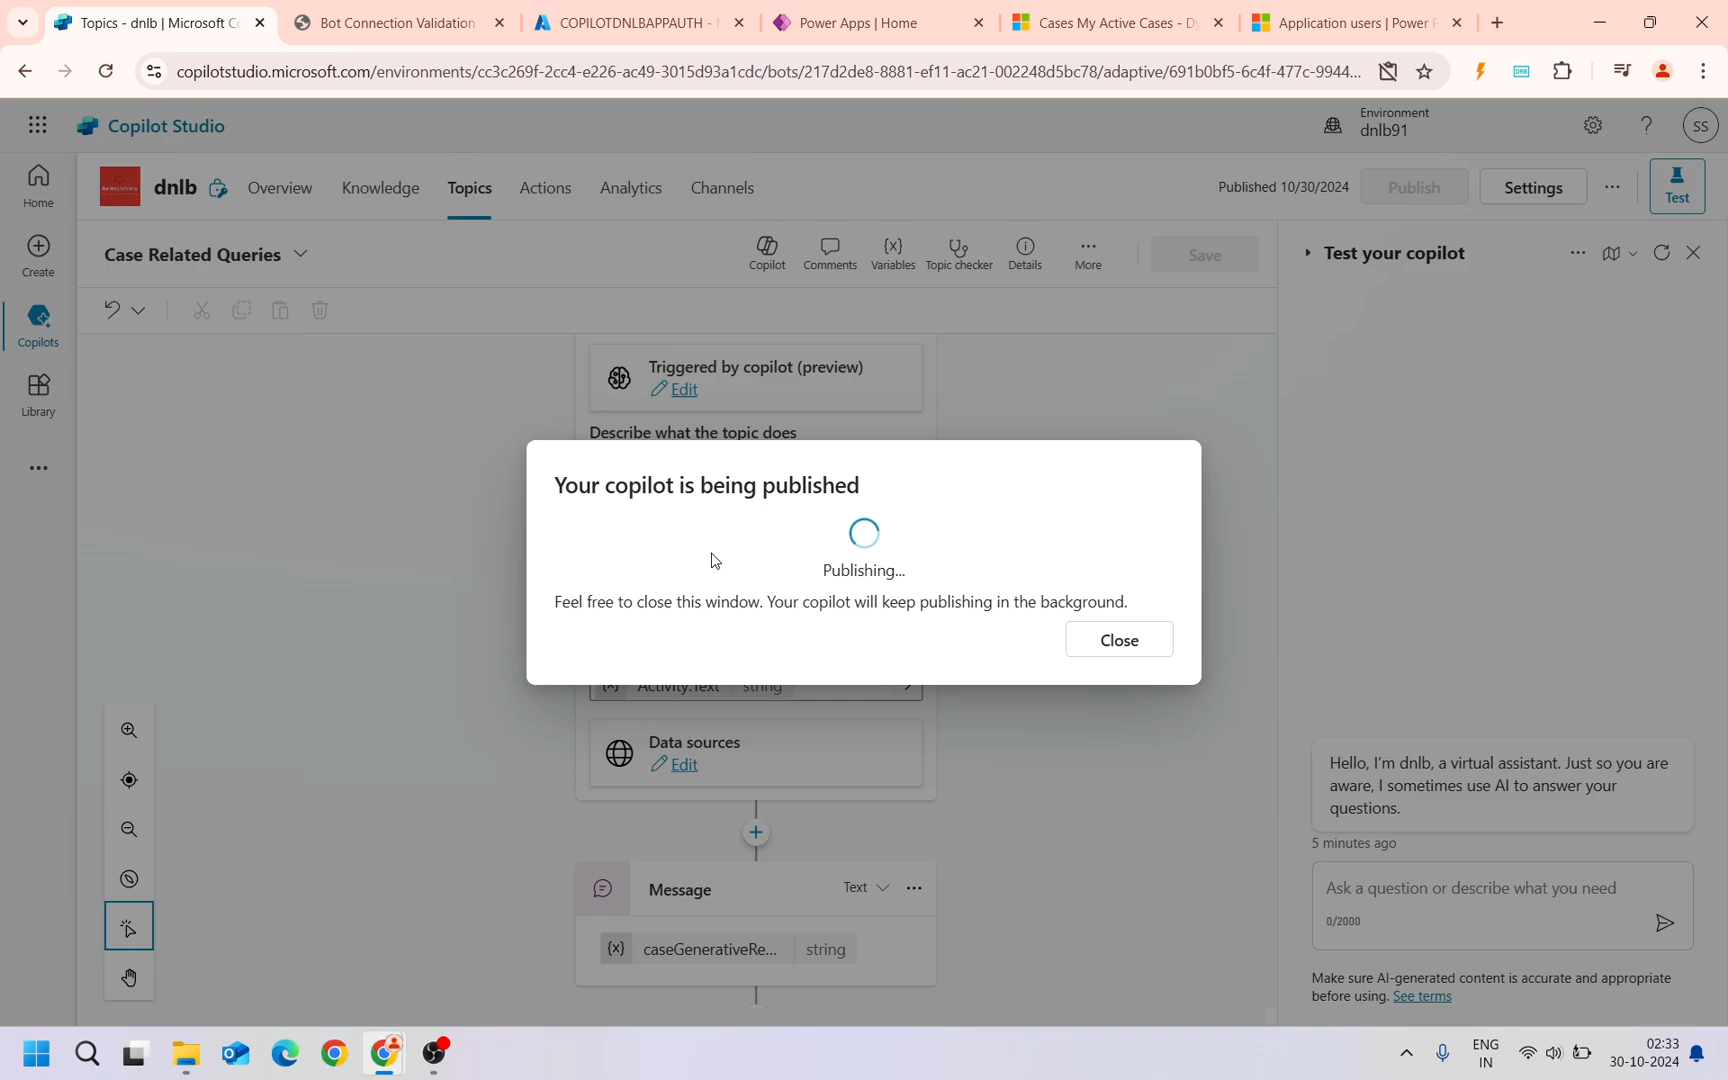 Topics - dnlb | Microsoft Co
Bot Connection Validation
COPILOTDNLBAPPAUTH -
Power Apps | Home
Cases My Active Cases - Dy
Application users | Power P
copilotstudio.microsoft.com/environments/cc3c269f-2cc4-e226-ac49-3015d93a1cdc/bots/217d2de8-8881-ef11-ac21-002248d5bc78/adaptive/691b0bf5-6c4f-477c-9944...
Copilot Studio
Environment
dnlb91
SS
Home
Create
Copilots
Library
dnlb
Overview
Knowledge
Topics
Actions
Analytics
Channels
Published 10/30/2024
Publish
Settings
Test
Case Related Queries
Copilot
Comments
Variables
Topic checker
Details
More
Save
Triggered by copilot (preview)
Edit
Describe what the topic does
Your copilot is being published
Publishing...
Feel free to close this window. Your copilot will keep publishing in the background.
Close
{x} Activity.Text string
Data sources
Edit
Message
Text
{x} caseGenerativeRe... string
Test your copilot
Hello, I'm dnlb, a virtual assistant. Just so you are
aware, I sometimes use AI to answer your
questions.
5 minutes ago
Ask a question or describe what you need
0/2000
Make sure AI-generated content is accurate and appropriate
before using. See terms
ENG
IN
02:33
30-10-2024